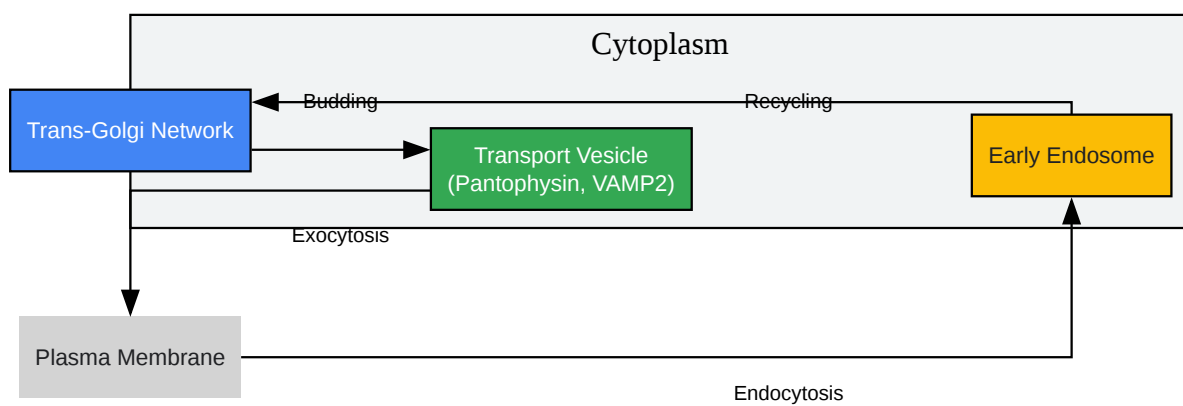 Cytoplasm
Budding
Recycling
Trans-Golgi Network
Transport Vesicle
(Pantophysin, VAMP2)
Early Endosome
Exocytosis
Plasma Membrane
Endocytosis